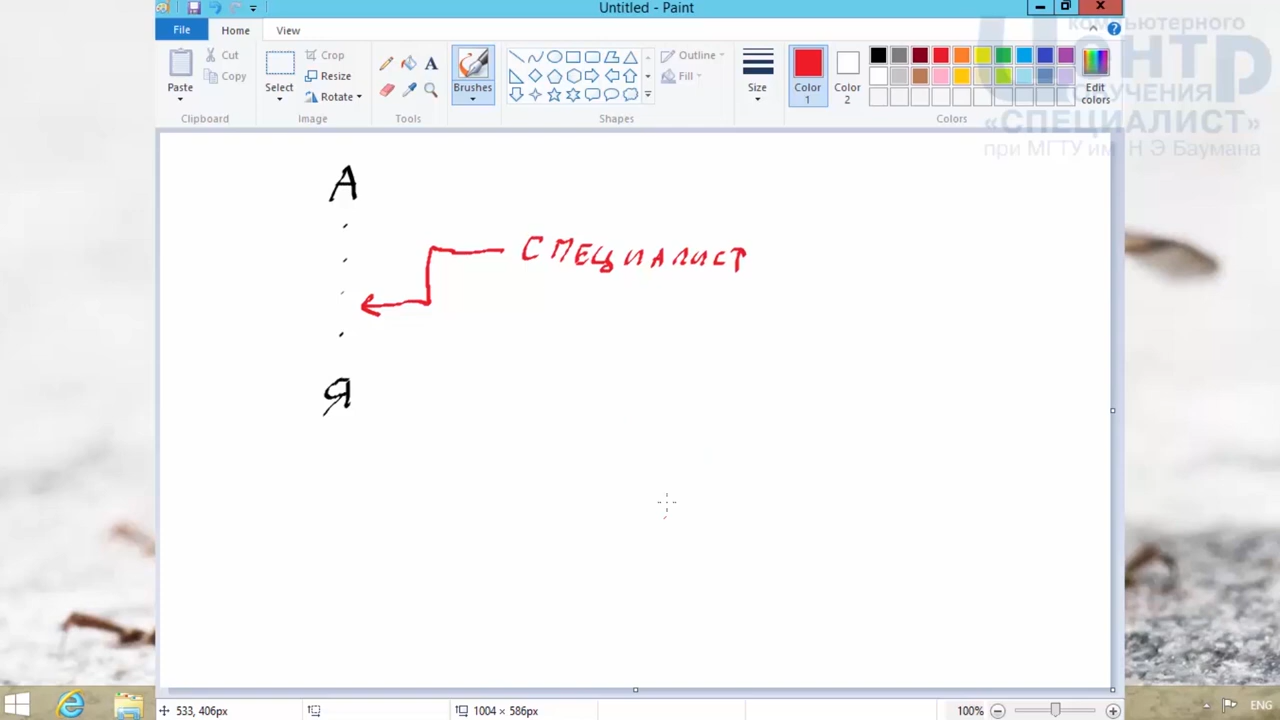 Untitled - Paint
File Home View
Paste Cut Copy
Clipboard
Select Crop Resize Rotate
Image
Tools
Brushes
Shapes
Outline Fill
Size
Color 1 Color 2
Edit colors
Colors
компьютерного
Центр
обучения
«СПЕЦИАЛИСТ»
при МГТУ им. Н Э Баумана
А
СПЕЦИАЛИСТ
Я
533, 406px 1004 × 586px 100%
ENG